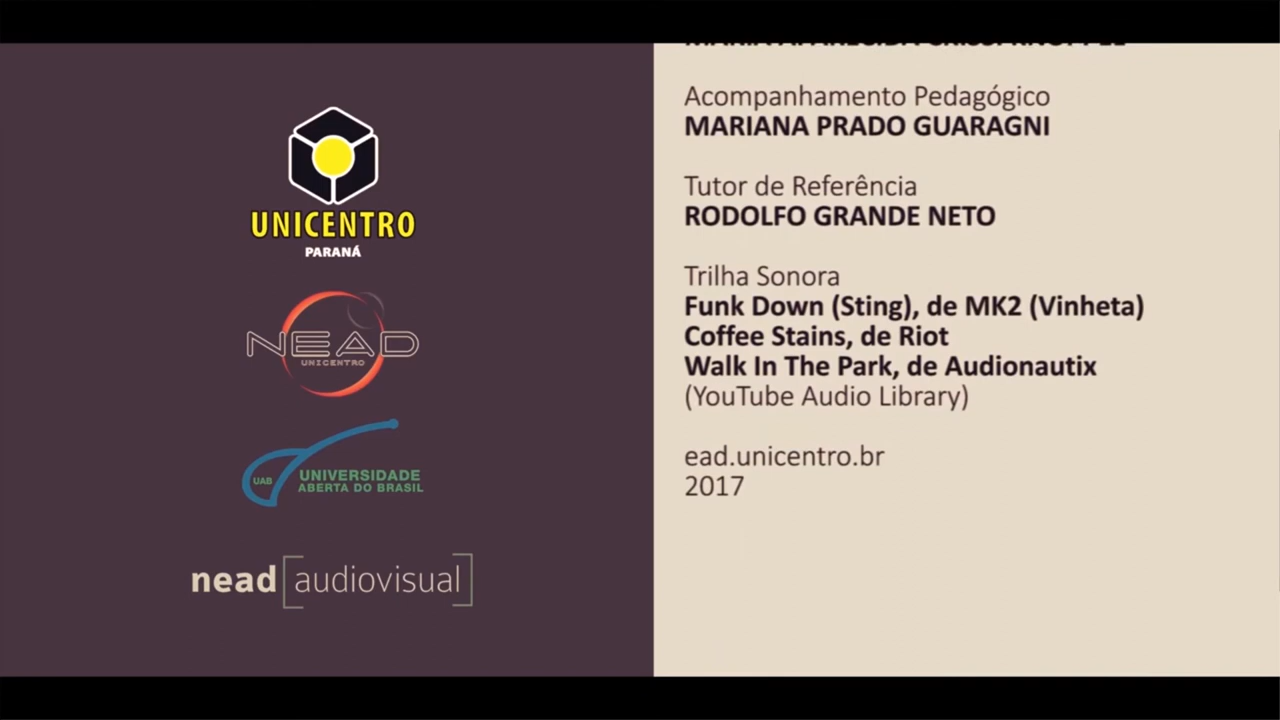 UNICENTRO
PARANÁ
NEAD
UNICENTRO
UAB
UNIVERSIDADE
ABERTA DO BRASIL
nead[audiovisual]
Acompanhamento Pedagógico
MARIANA PRADO GUARAGNI
Tutor de Referência
RODOLFO GRANDE NETO
Trilha Sonora
Funk Down (Sting), de MK2 (Vinheta)
Coffee Stains, de Riot
Walk In The Park, de Audionautix
(YouTube Audio Library)
ead.unicentro.br
2017